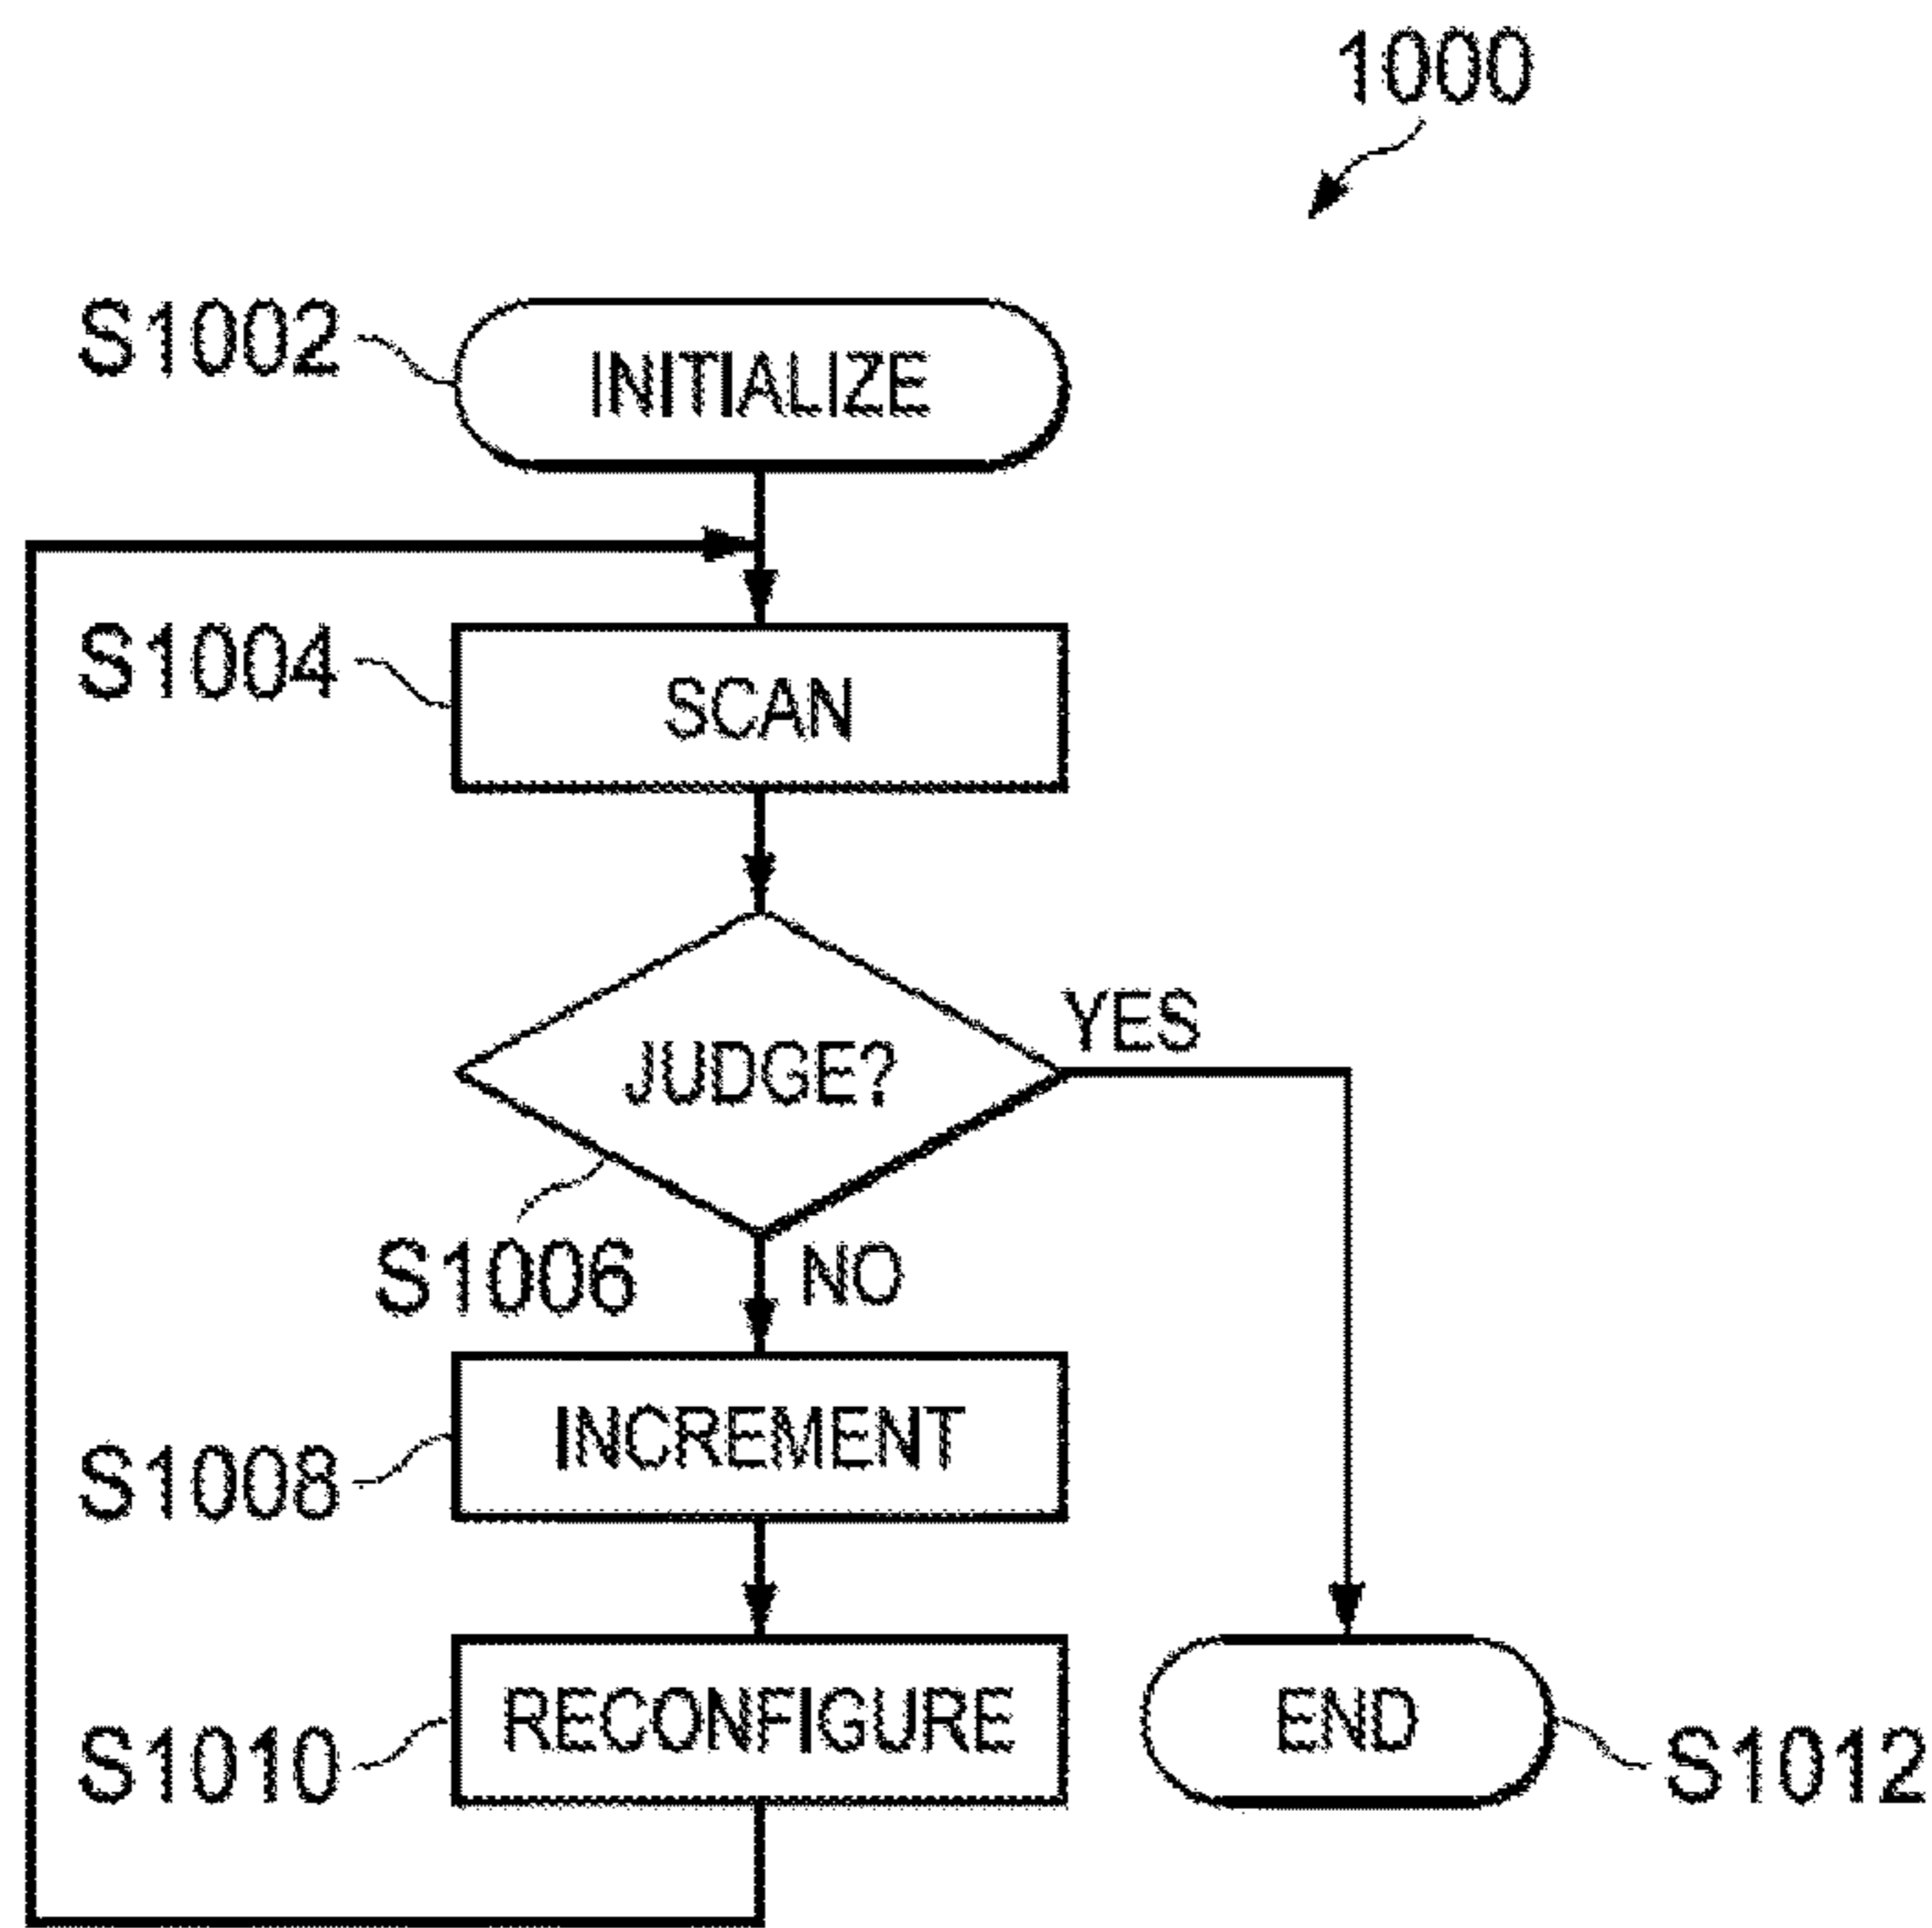 1000
S1002
INITIALIZE
S1004
SCAN
YES
JUDGE?
S1006
NO
INCREMENT
S1008
RECONFIGURE
END
S1010
S1012